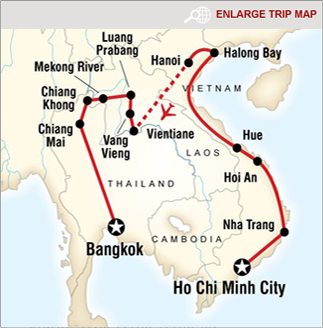 ENLARGE TRIP MAP
Luang
Prabang
Hanoi
Halong Bay
Mekong River
VIETNAM
Chiang
Khong
Chiang
Mai
Vang
Vieng
Vientiane
Hue
LAOS
Hoi An
THAILAND
Nha Trang
CAMBODIA
Bangkok
Ho Chi Minh City